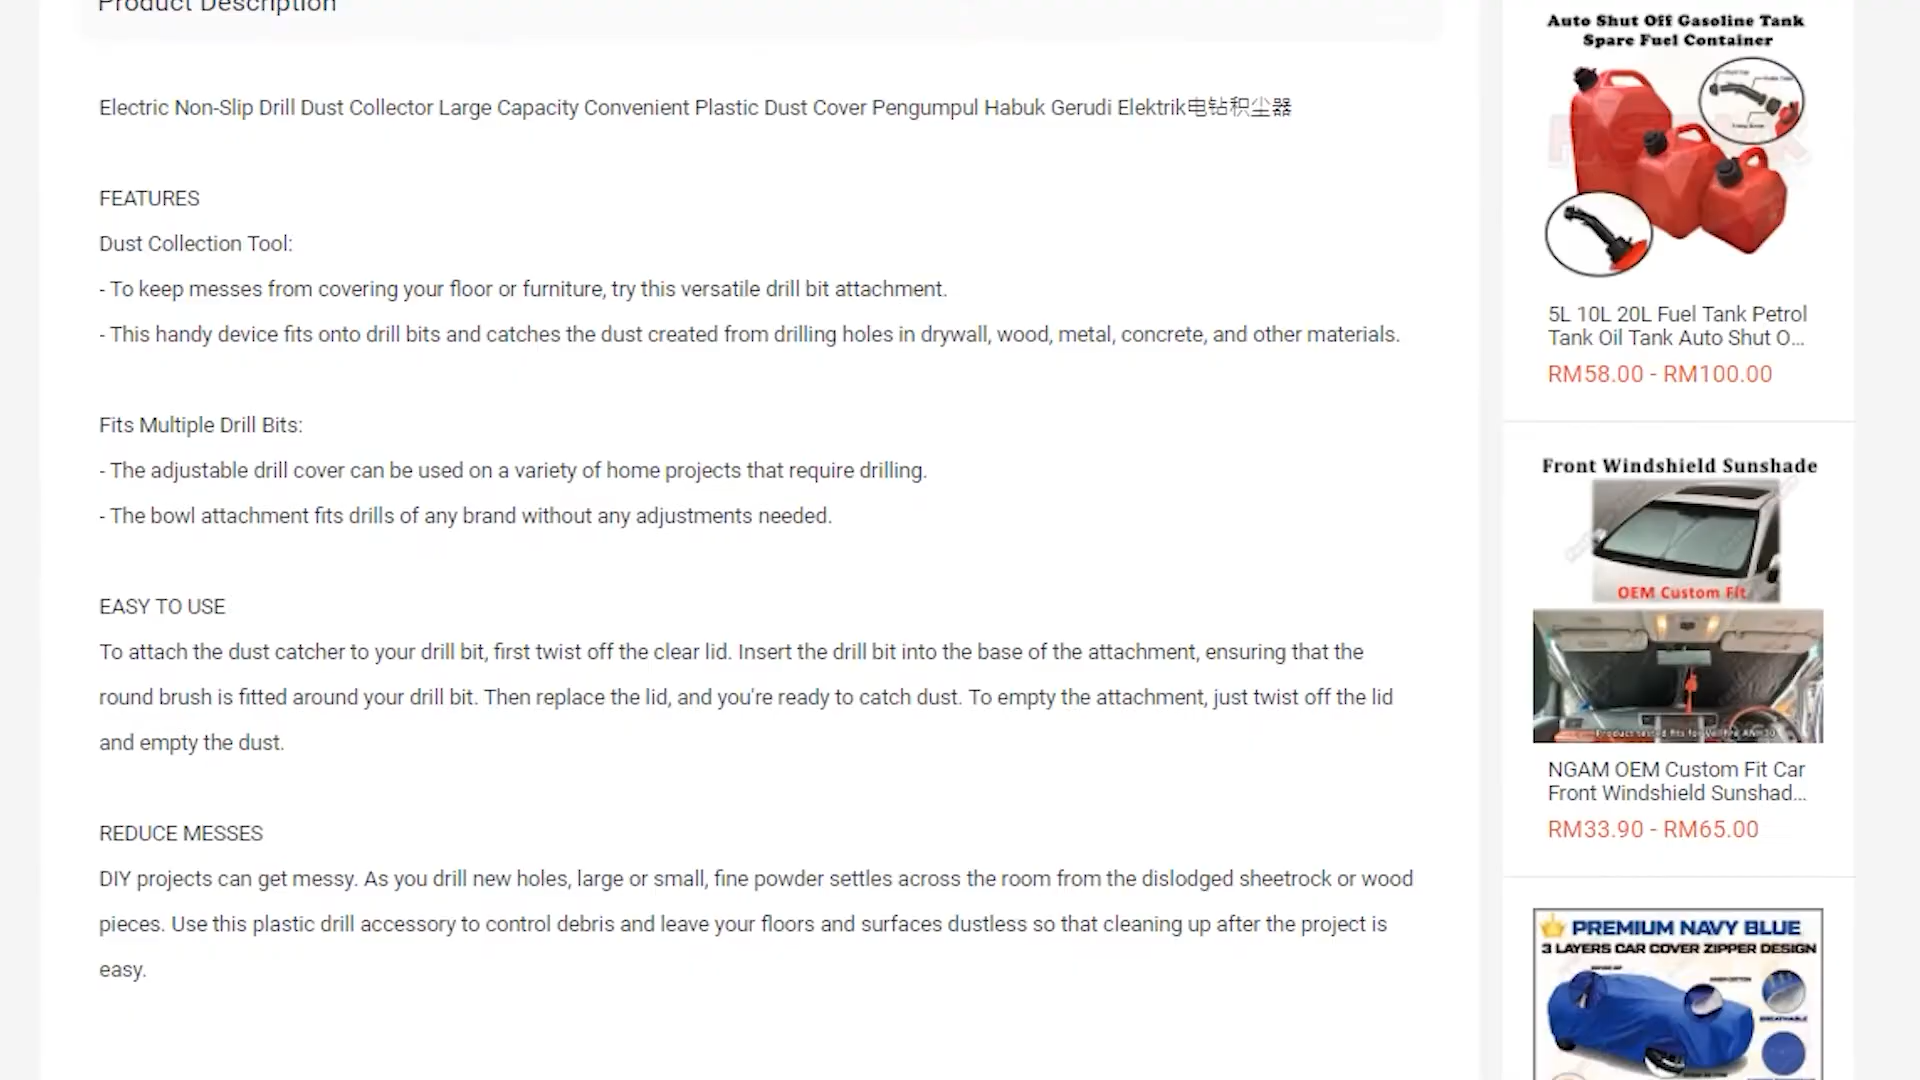 Product Description
Electric Non-Slip Drill Dust Collector Large Capacity Convenient Plastic Dust Cover Pengumpul Habuk Gerudi Elektrik电钻积尘器
FEATURES
Dust Collection Tool:
- To keep messes from covering your floor or furniture, try this versatile drill bit attachment.
- This handy device fits onto drill bits and catches the dust created from drilling holes in drywall, wood, metal, concrete, and other materials.
Fits Multiple Drill Bits:
- The adjustable drill cover can be used on a variety of home projects that require drilling.
- The bowl attachment fits drills of any brand without any adjustments needed.
EASY TO USE
To attach the dust catcher to your drill bit, first twist off the clear lid. Insert the drill bit into the base of the attachment, ensuring that the
round brush is fitted around your drill bit. Then replace the lid, and you're ready to catch dust. To empty the attachment, just twist off the lid
and empty the dust.
REDUCE MESSES
DIY projects can get messy. As you drill new holes, large or small, fine powder settles across the room from the dislodged sheetrock or wood
pieces. Use this plastic drill accessory to control debris and leave your floors and surfaces dustless so that cleaning up after the project is
easy.
Auto Shut Off Gasoline Tank
Spare Fuel Container
5L 10L 20L Fuel Tank Petrol
Tank Oil Tank Auto Shut O...
RM58.00 - RM100.00
Front Windshield Sunshade
OEM Custom Fit
Product tested fits for Vellfire ANH30
NGAM OEM Custom Fit Car
Front Windshield Sunshad...
RM33.90 - RM65.00
PREMIUM NAVY BLUE
3 LAYERS CAR COVER ZIPPER DESIGN
BREATHABLE